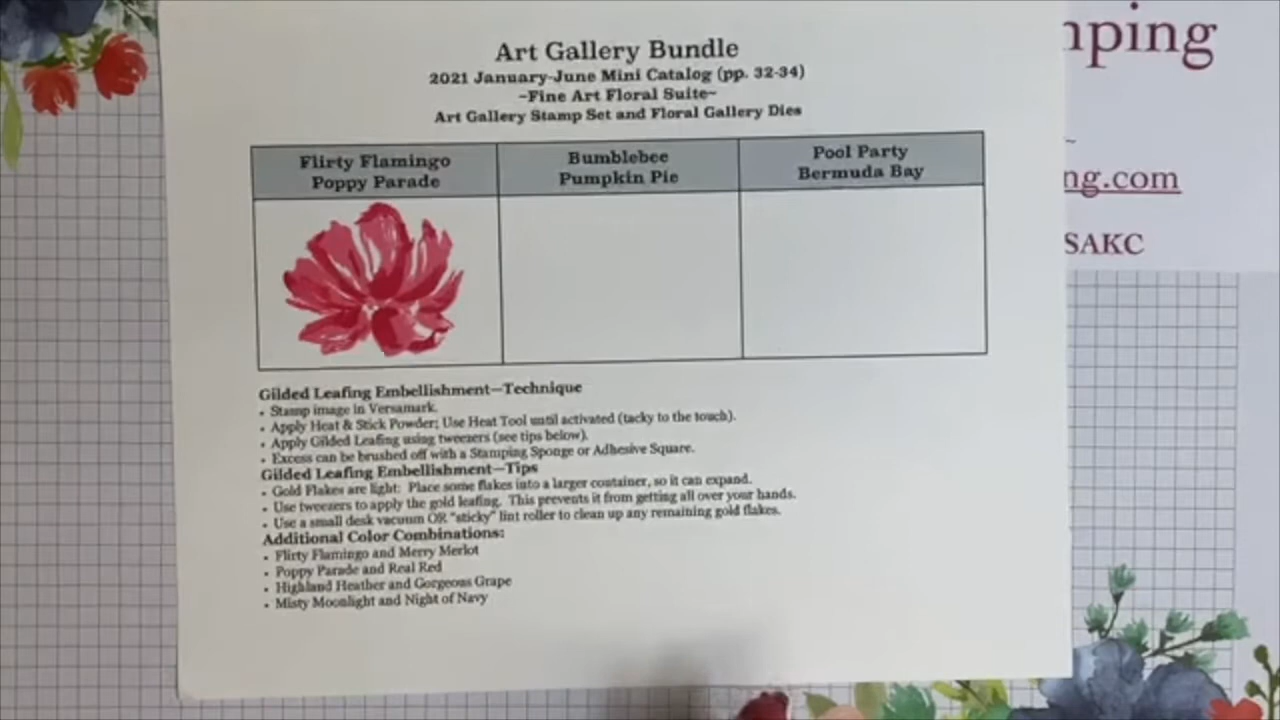 Art Gallery Bundle
2021 January-June Mini Catalog (pp. 32-34)
~Fine Art Floral Suite~
Art Gallery Stamp Set and Floral Gallery Dies
Flirty Flamingo
Poppy Parade
Bumblebee
Pumpkin Pie
Pool Party
Bermuda Bay
Gilded Leafing Embellishment—Technique
• Stamp image in Versamark.
• Apply Heat & Stick Powder; Use Heat Tool until activated (tacky to the touch).
• Apply Gilded Leafing using tweezers (see tips below).
• Excess can be brushed off with a Stamping Sponge or Adhesive Square.
Gilded Leafing Embellishment—Tips
• Gold Flakes are light: Place some flakes into a larger container, so it can expand.
• Use tweezers to apply the gold leafing. This prevents it from getting all over your hands.
• Use a small desk vacuum OR "sticky" lint roller to clean up any remaining gold flakes.
Additional Color Combinations:
• Flirty Flamingo and Merry Merlot
• Poppy Parade and Real Red
• Highland Heather and Gorgeous Grape
• Misty Moonlight and Night of Navy
nping
~
ng.com
SAKC